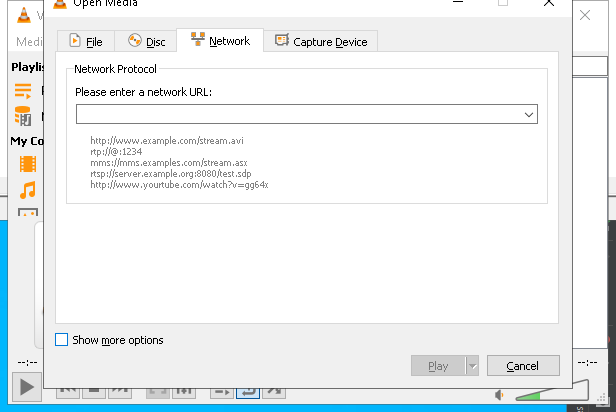 Open Media
Medi
File
Disc
Network
Capture Device
Playlis
My Co
Network Protocol
Please enter a network URL:
http://www.example.com/stream.avi
rtp://@:1234
mms://mms.examples.com/stream.asx
rtsp://server.example.org:8080/test.sdp
http://www.yourtube.com/watch?v=gg64x
Show more options
--:--
--:--
Play
Cancel